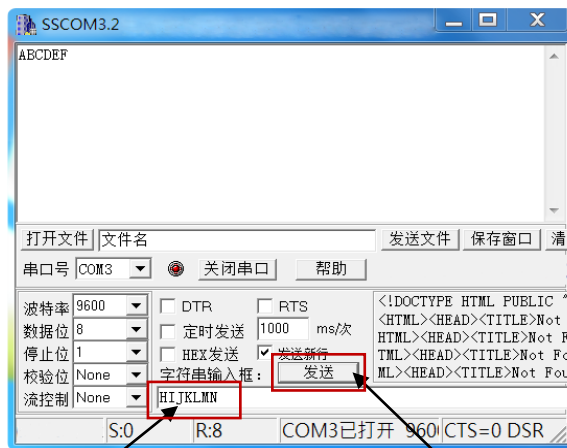 SSCOM3.2
ABCDEF
打开文件 文件名 发送文件 保存窗口 清
串口号 COM3 关闭串口 帮助
波特率 9600 DTR RTS
数据位 8 定时发送 1000 ms/次
停止位 1 HEX发送 发送新行
校验位 None 字符串输入框: 发送
流控制 None HIJKLMN
<!DOCTYPE HTML PUBLIC "
<HTML><HEAD><TITLE>Not
HTML><HEAD><TITLE>Not F
TML><HEAD><TITLE>Not Fo
ML><HEAD><TITLE>Not Fou
S:0 R:8 COM3已打开 960 CTS=0 DSR